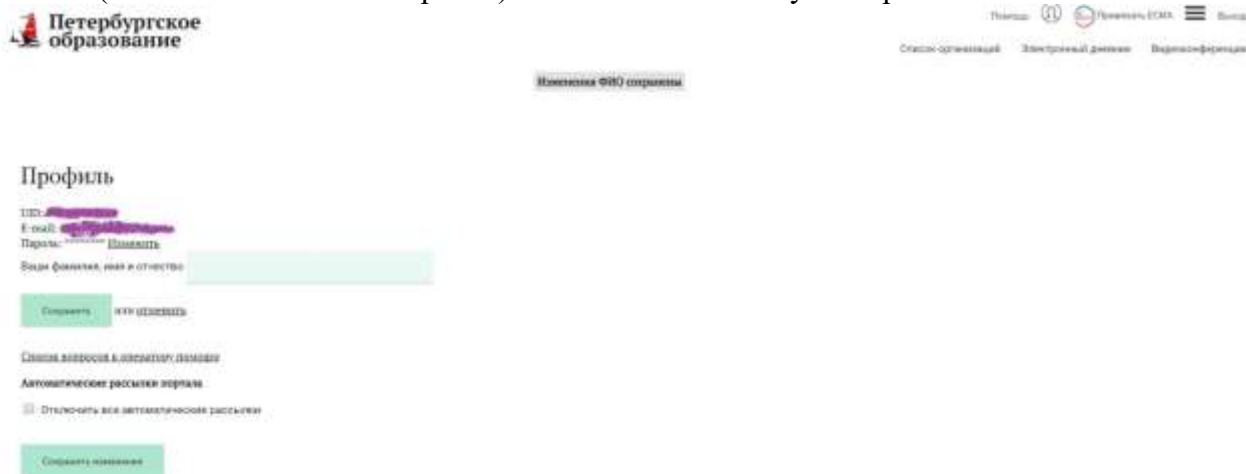 Петербургское
образование
Помощь Привязать ЕСИА Выход
Список организаций Электронный дневник Видеоконференции
Изменения ФИО сохранены
Профиль
UID:
E-mail:
Пароль: ******** Изменить
Ваши фамилия, имя и отчество
Сохранить или отменить
Список вопросов к оператору помощи
Автоматические рассылки портала
Отключить все автоматические рассылки
Сохранить изменения